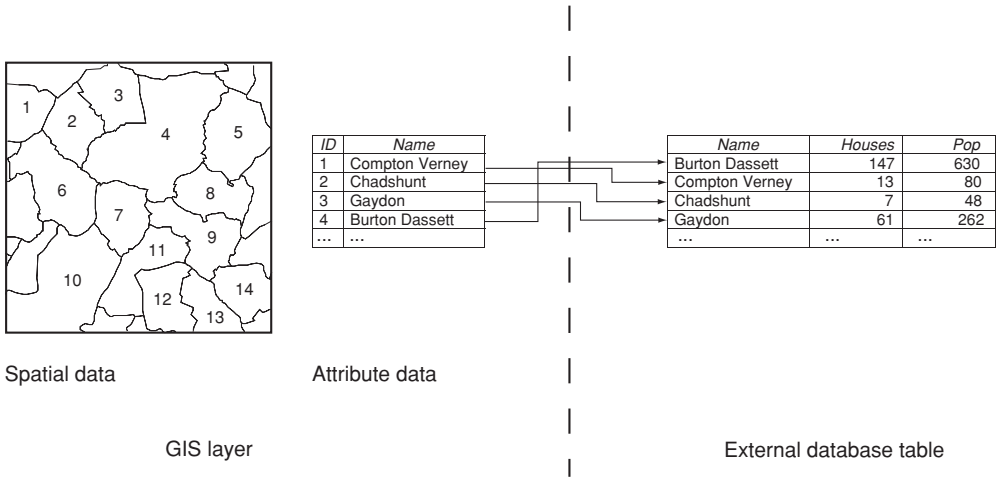 1
2
3
4
5
6
7
8
9
10
11
12
13
14
ID Name
1 Compton Verney
2 Chadshunt
3 Gaydon
4 Burton Dassett
... ...
Name Houses Pop
Burton Dassett 147 630
Compton Verney 13 80
Chadshunt 7 48
Gaydon 61 262
... ... ...
Spatial data
Attribute data
GIS layer
External database table